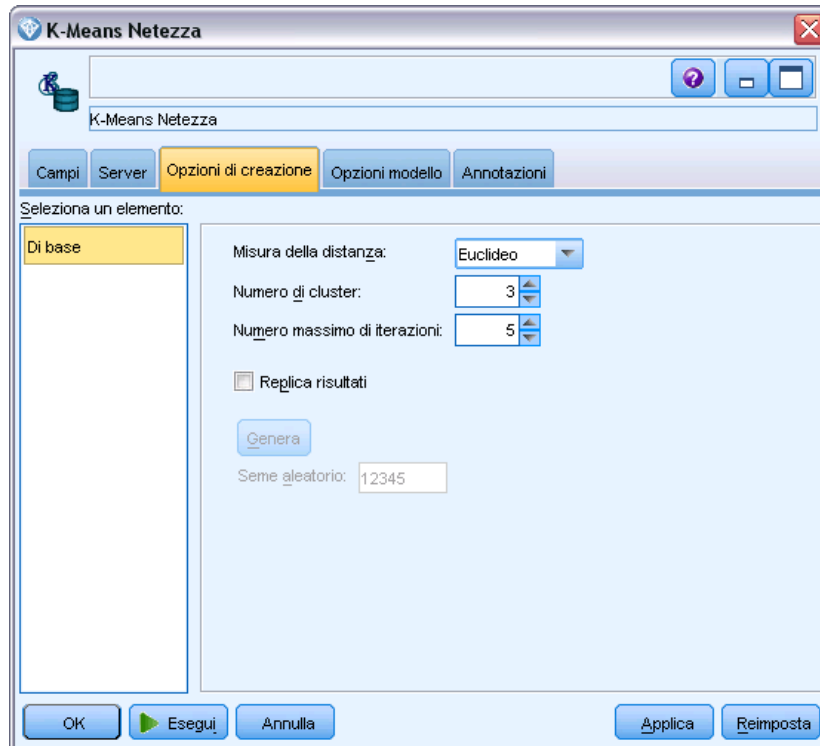 K-Means Netezza
K-Means Netezza
Campi Server Opzioni di creazione Opzioni modello Annotazioni
Seleziona un elemento:
Di base
Misura della distanza: Euclideo
Numero di cluster: 3
Numero massimo di iterazioni: 5
Replica risultati
Genera
Seme aleatorio: 12345
OK Esegui Annulla Applica Reimposta